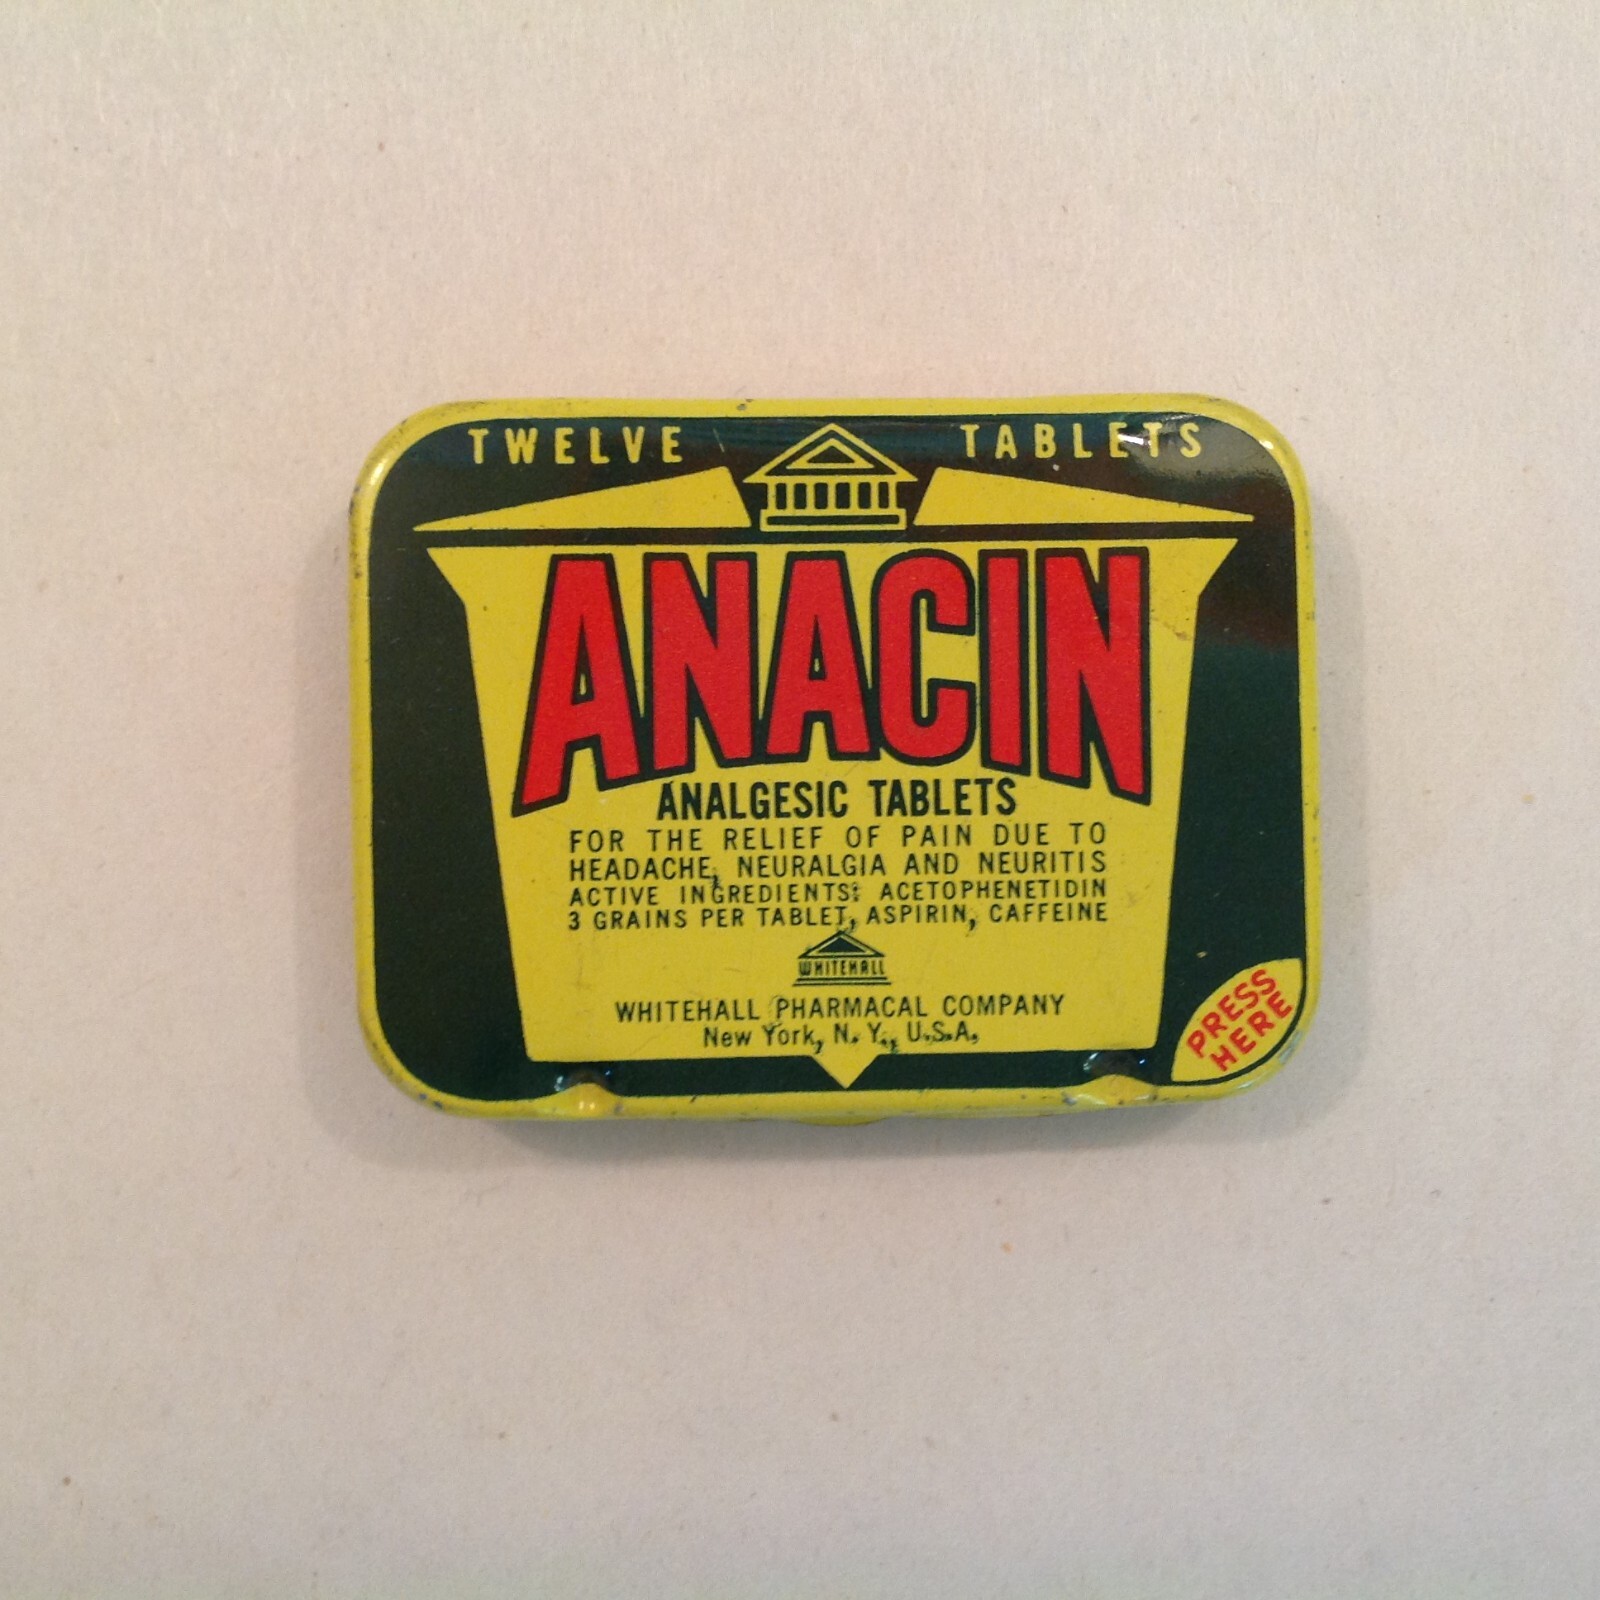 TWELVE TABLETS
ANACIN
ANALGESIC TABLETS
FOR THE RELIEF OF PAIN DUE TO
HEADACHE, NEURALGIA AND NEURITIS
ACTIVE INGREDIENTS: ACETOPHENETIDIN
3 GRAINS PER TABLET, ASPIRIN, CAFFEINE
WHITEHALL
WHITEHALL PHARMACAL COMPANY
New York, N. Y., U.S.A.
PRESS
HERE